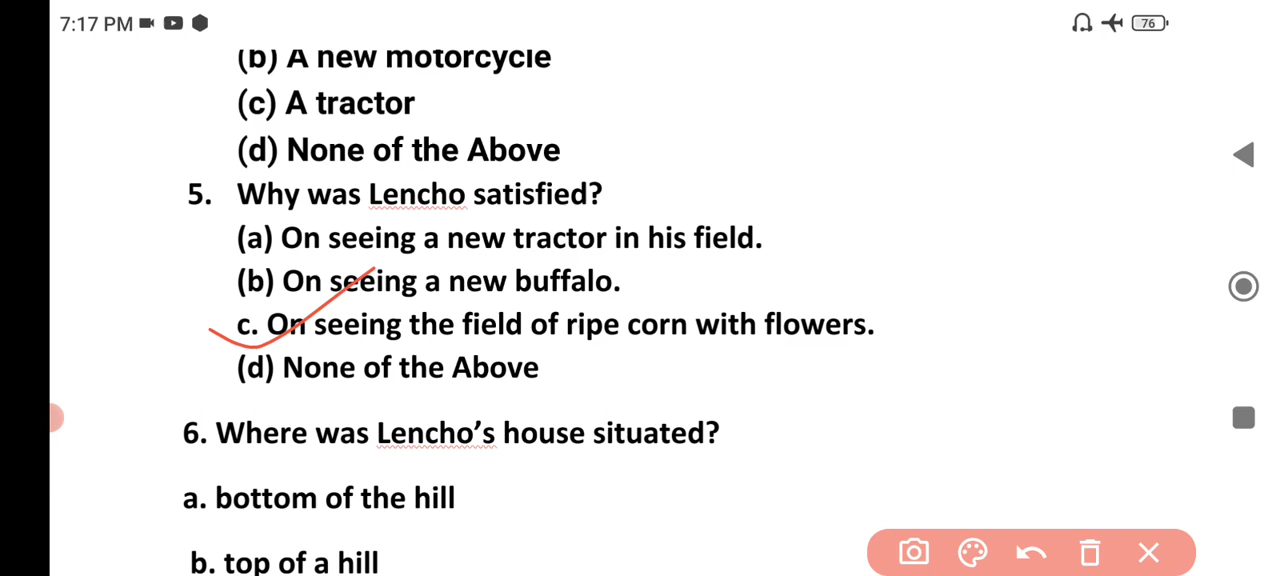 7:17 PM
76
(b) A new motorcycle
(c) A tractor
(d) None of the Above
5. Why was Lencho satisfied?
(a) On seeing a new tractor in his field.
(b) On seeing a new buffalo.
c. On seeing the field of ripe corn with flowers.
(d) None of the Above
6. Where was Lencho’s house situated?
a. bottom of the hill
b. top of a hill